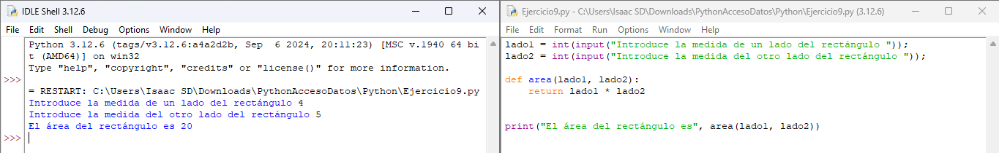 IDLE Shell 3.12.6
File Edit Shell Debug Options Window Help
Python 3.12.6 (tags/v3.12.6:a4a2d2b, Sep  6 2024, 20:11:23) [MSC v.1940 64 bi
t (AMD64)] on win32
Type "help", "copyright", "credits" or "license()" for more information.
>>>
= RESTART: C:\Users\Isaac SD\Downloads\PythonAccesoDatos\Python\Ejercicio9.py
Introduce la medida de un lado del rectángulo 4
Introduce la medida del otro lado del rectángulo 5
El área del rectángulo es 20
>>>
Ejercicio9.py - C:\Users\Isaac SD\Downloads\PythonAccesoDatos\Python\Ejercicio9.py (3.12.6)
File Edit Format Run Options Window Help
lado1 = int(input("Introduce la medida de un lado del rectángulo "));
lado2 = int(input("Introduce la medida del otro lado del rectángulo "));
def area(lado1, lado2):
    return lado1 * lado2
print("El área del rectángulo es", area(lado1, lado2))